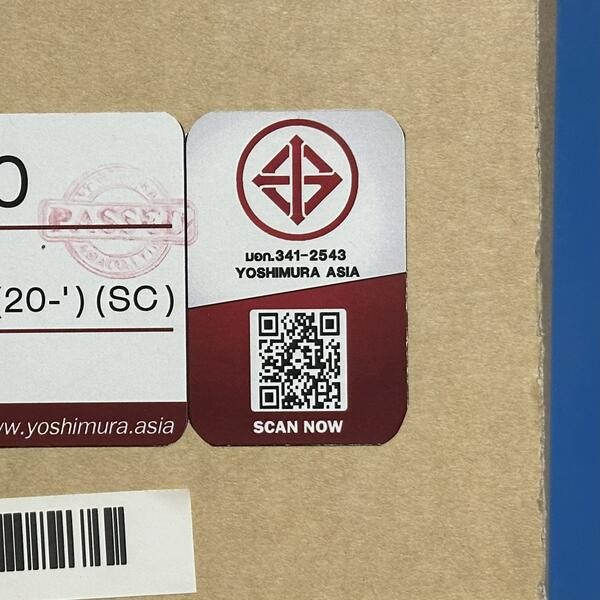 0
PASSED
(20-') (SC)
www.yoshimura.asia
มอก.341-2543
YOSHIMURA ASIA
SCAN NOW